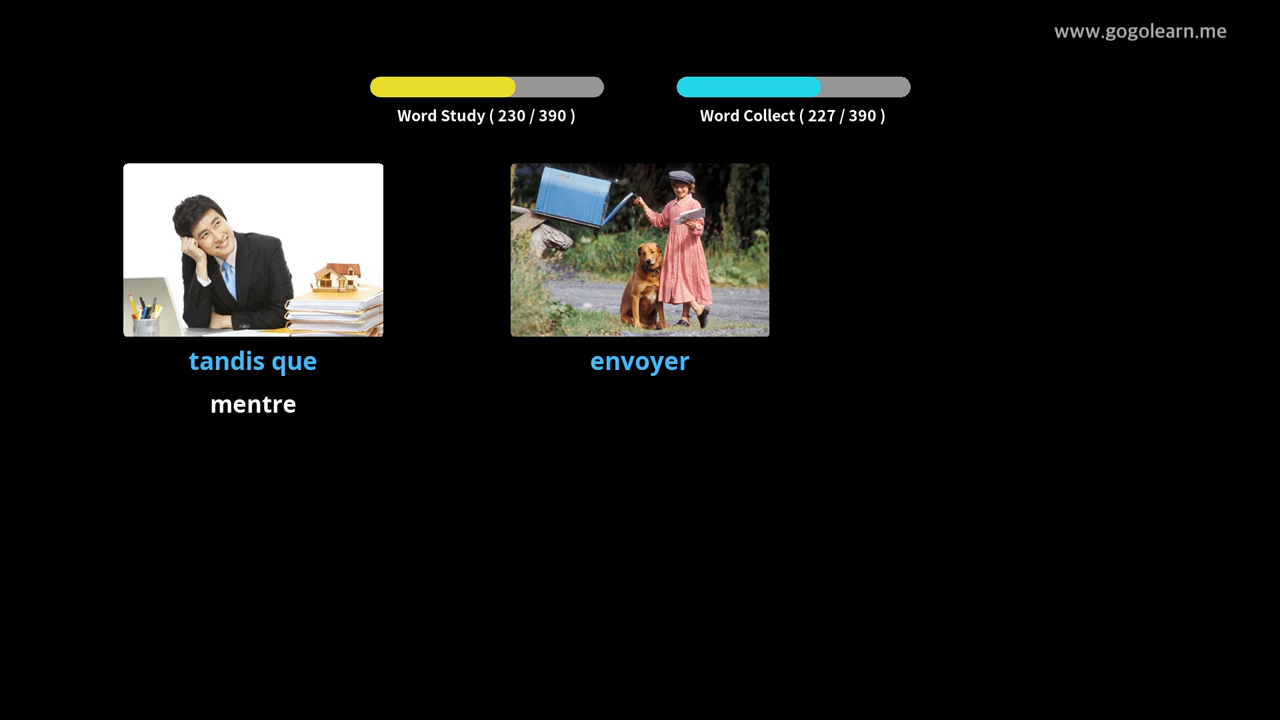 www.gogolearn.me
Word Study ( 230 / 390 )
Word Collect ( 227 / 390 )
tandis que
envoyer
mentre